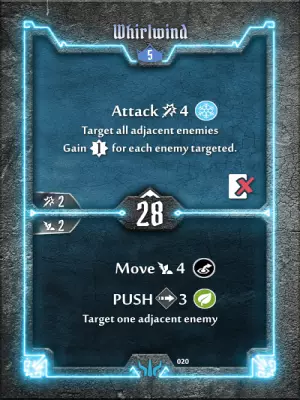 Whirlwind
5
Attack 4
Target all adjacent enemies
Gain 1 for each enemy targeted.
2
2
28
Move 4
PUSH 3
Target one adjacent enemy
020